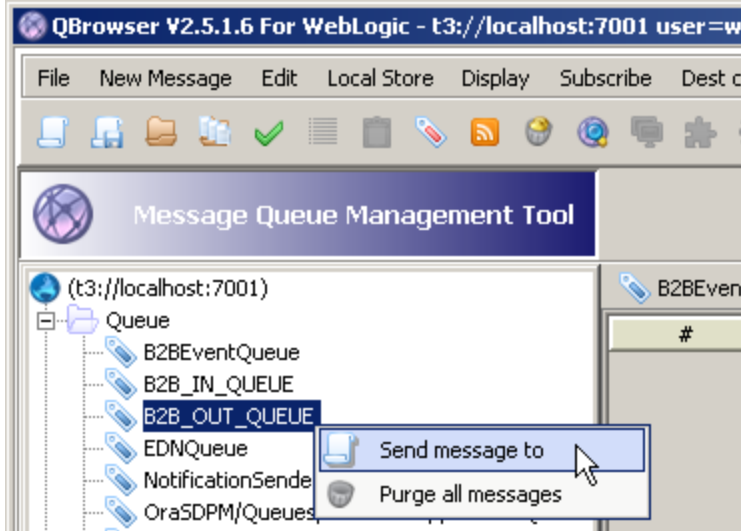 QBrowser V2.5.1.6 For WebLogic - t3://localhost:7001 user=w
File New Message Edit Local Store Display Subscribe Dest
Message Queue Management Tool
(t3://localhost:7001)
B2BEven
Queue
#
B2BEventQueue
B2B_IN_QUEUE
B2B_OUT_QUEUE
EDNQueue
Send message to
NotificationSende
Purge all messages
OraSDPM/Queues